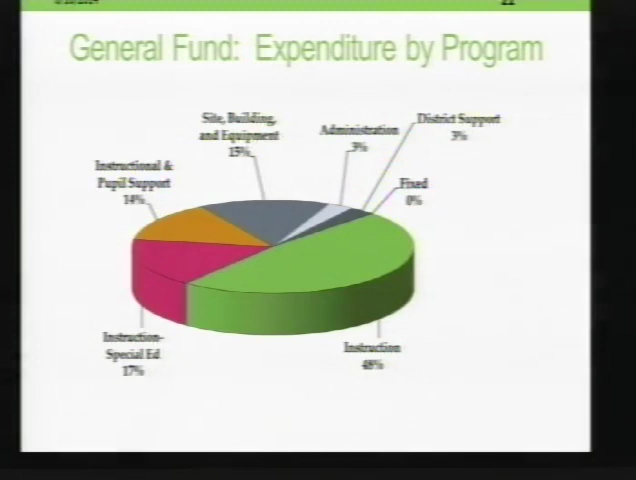 22
General Fund: Expenditure by Program
Site, Building,
and Equipment
15%
Administration
3%
District Support
3%
Instructional &
Pupil Support
14%
Fixed
0%
Instruction-
Special Ed
17%
Instruction
48%